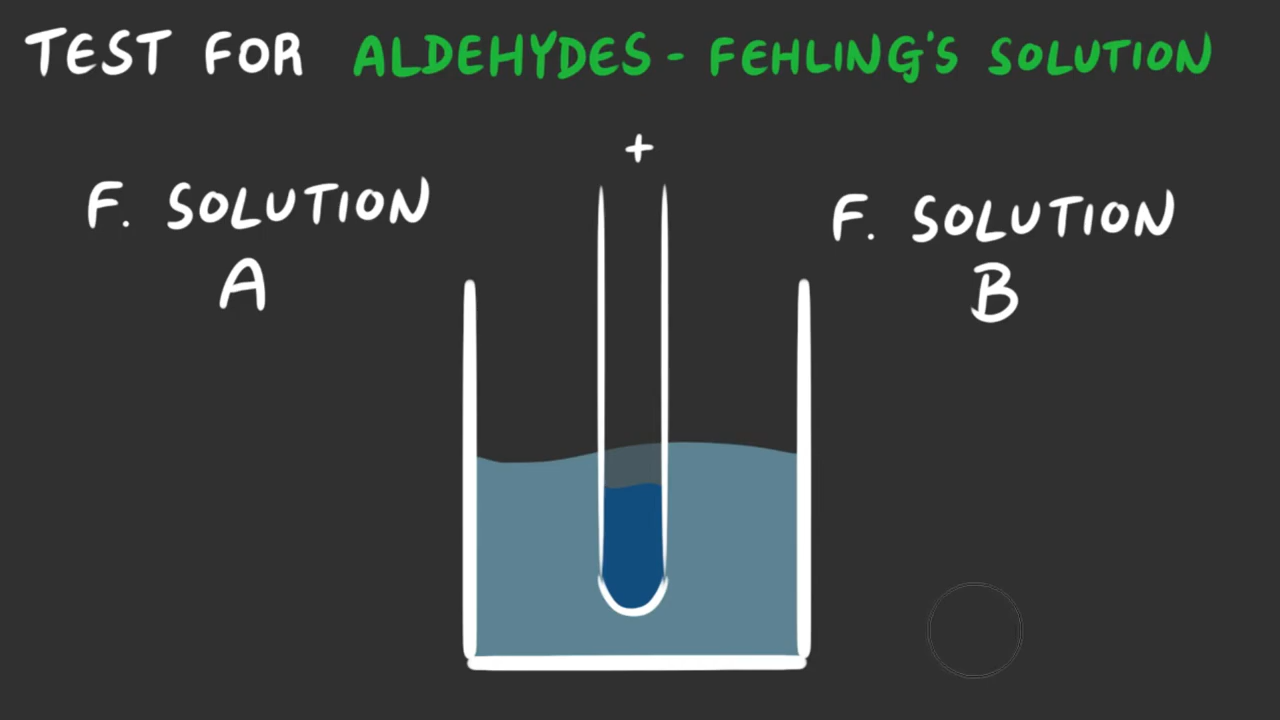 TEST FOR ALDEHYDES - FEHLING'S SOLUTION
+
F. SOLUTION
A
F. SOLUTION
B